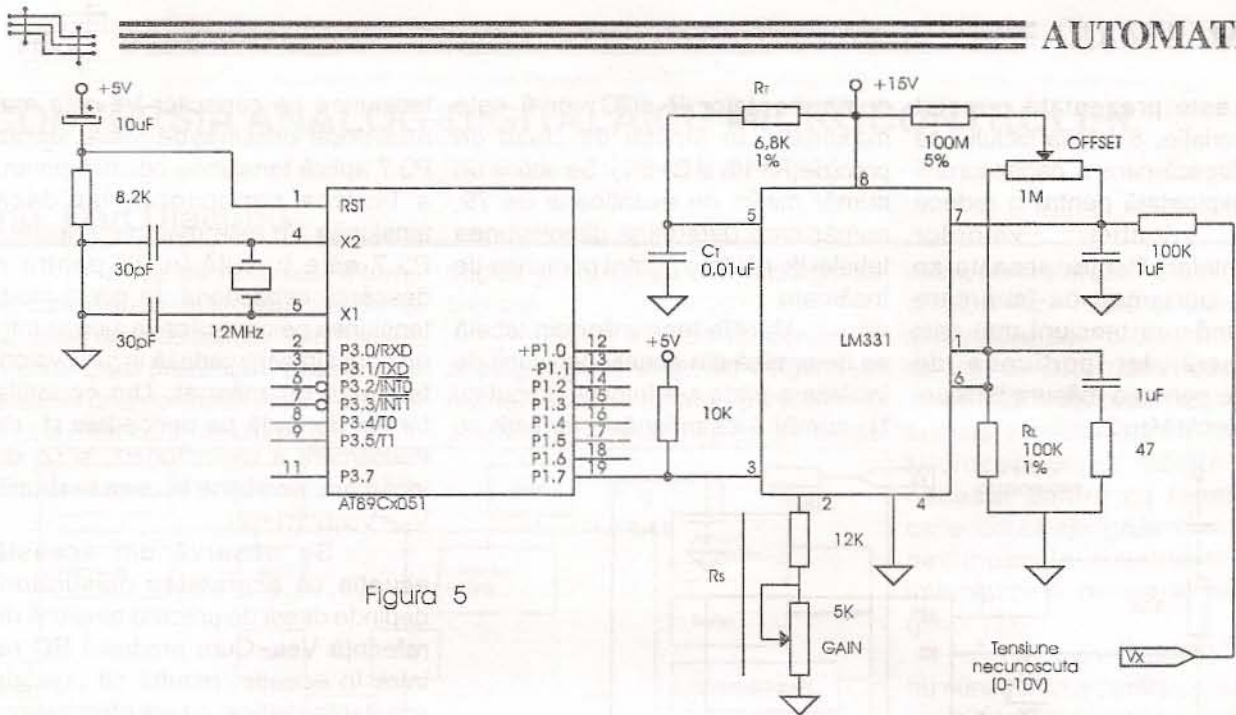 AUTOMAT
+5V
10uF
8.2K
30pF
30pF
12MHz
1
4
5
RST
X2
X1
2
3
6
7
8
9
11
P3.0/RXD
P3.1/TXD
P3.2/INT0
P3.3/INT1
P3.4/T0
P3.5/T1
P3.7
+P1.0
-P1.1
P1.2
P1.3
P1.4
P1.5
P1.6
P1.7
12
13
14
15
16
17
18
19
AT89Cx051
Figura 5
+5V
10K
RT
6,8K
1%
+15V
100M
5%
OFFSET
1M
100K
1uF
CT
0,01uF
5
8
7
LM331
1
6
3
2
4
1uF
RL
100K
1%
47
12K
RS
5K
GAIN
Tensiune
necunoscuta
(0-10V)
Vx